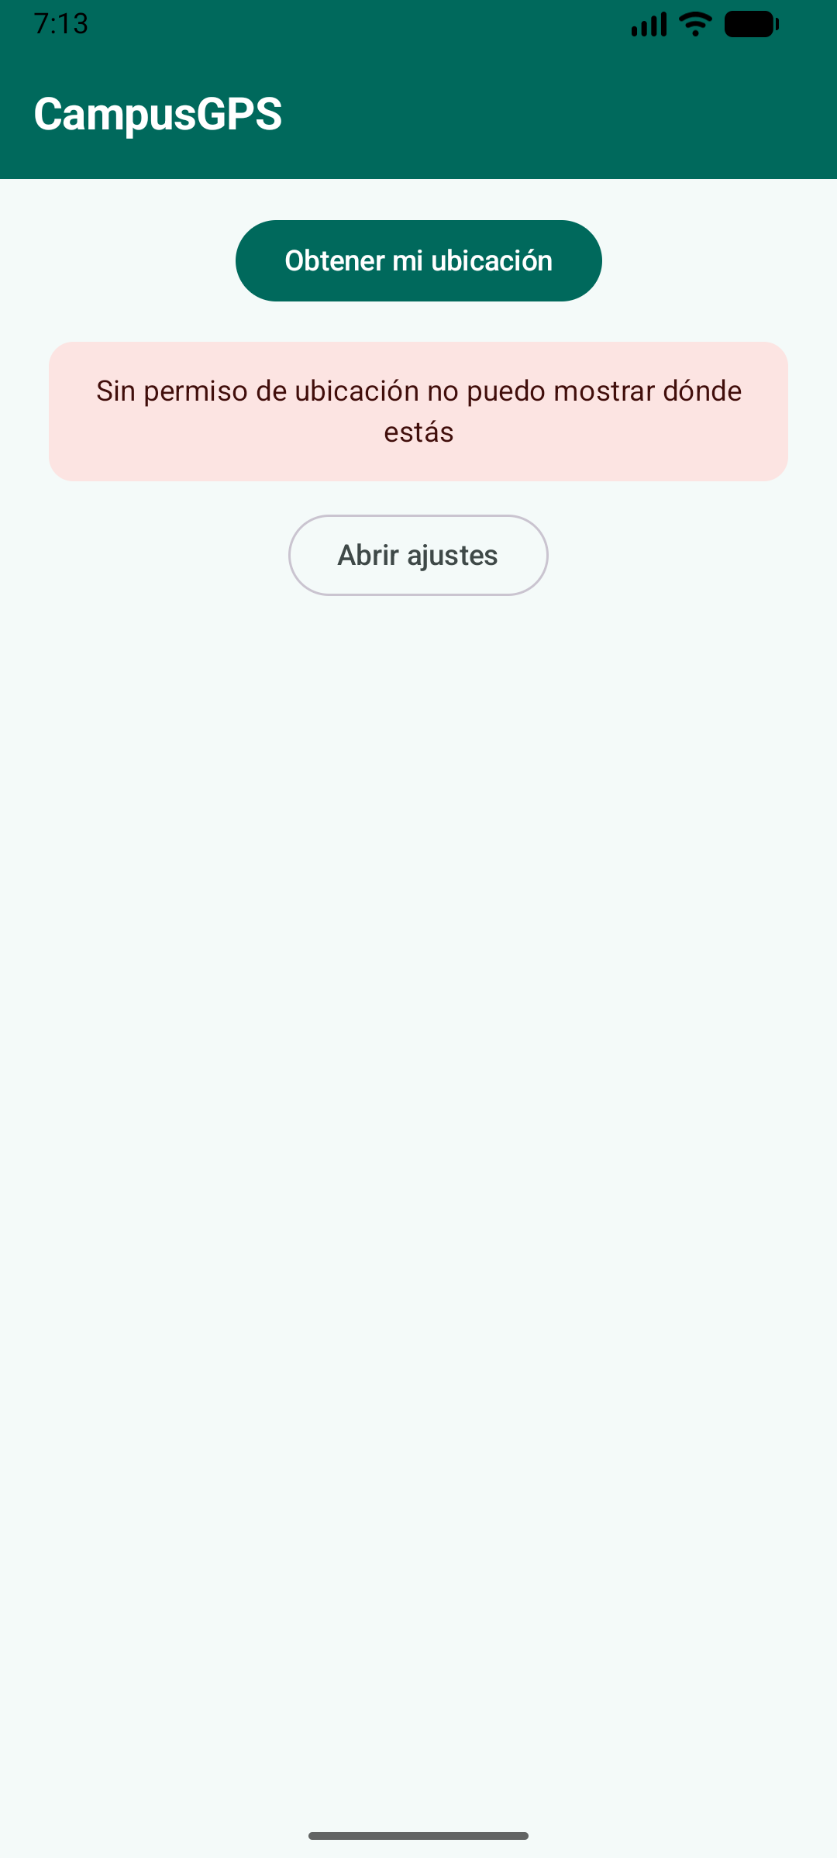 7:13
CampusGPS
Obtener mi ubicación
Sin permiso de ubicación no puedo mostrar dónde
estás
Abrir ajustes